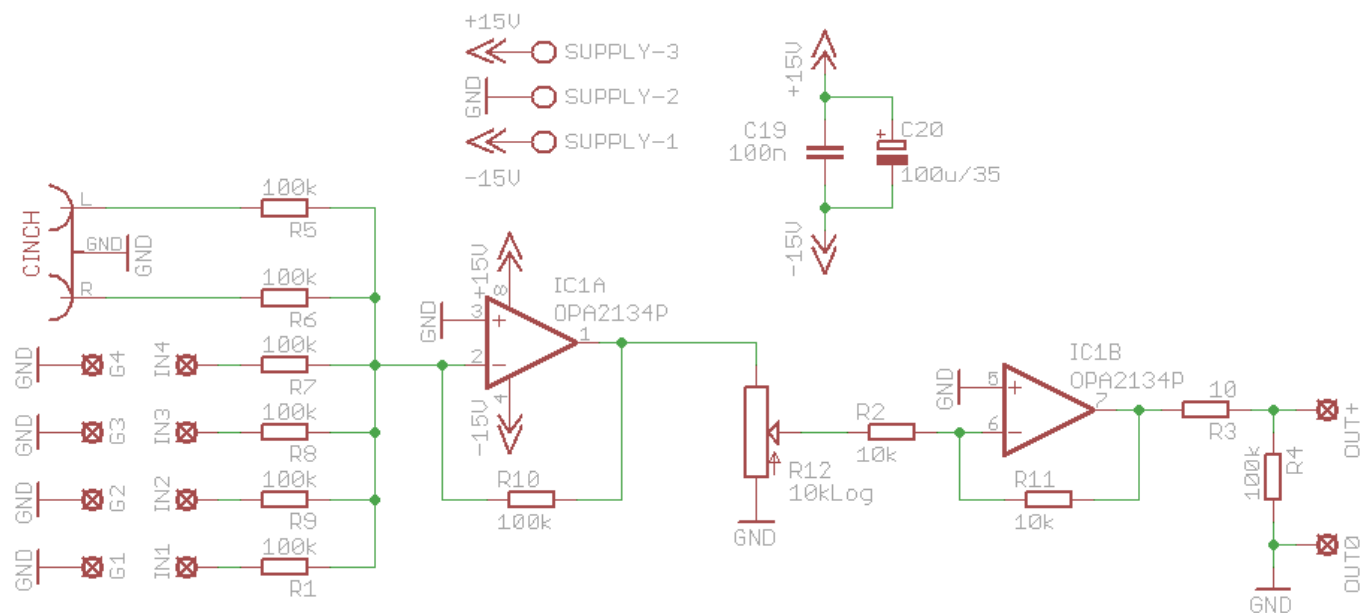 +15V
SUPPLY-3
GND
SUPPLY-2
SUPPLY-1
-15V
+15V
C19
100n
+
C20
100u/35
-15V
CINCH
L
GND
GND
R
100k
R5
100k
R6
GND
G4
IN4
100k
R7
GND
G3
IN3
100k
R8
GND
G2
IN2
100k
R9
GND
G1
IN1
100k
R1
+15V
8
IC1A
OPA2134P
GND
3
+
1
2
-
4
-15V
R10
100k
R12
10kLog
GND
R2
10k
IC1B
OPA2134P
GND
5
+
7
6
-
R11
10k
10
R3
100k
R4
OUT+
OUT0
GND